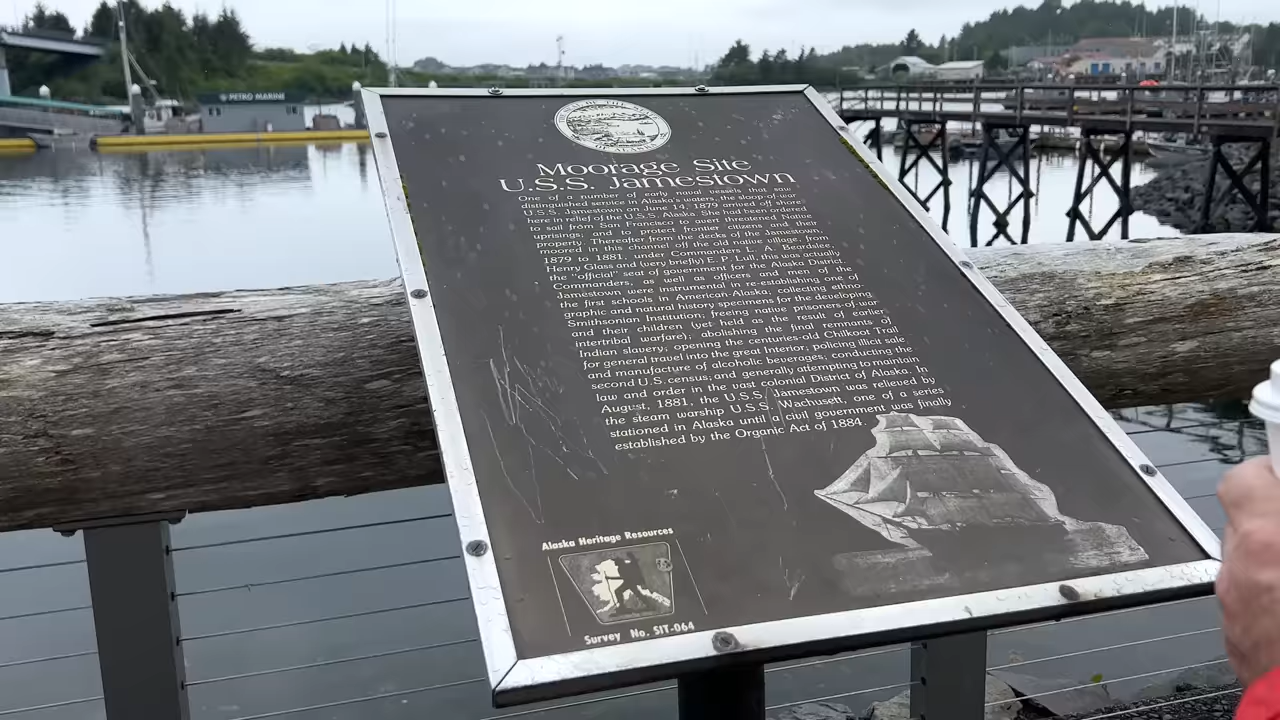 PETRO MARINE
Moorage Site
U.S.S. Jamestown
One of a number of early naval vessels that saw
distinguished service in Alaska's waters, the sloop-of-war
U.S.S. Jamestown on June 14, 1879 arrived off shore
here in relief of the U.S.S. Alaska. She had been ordered
to sail from San Francisco to avert threatened Native
uprisings; and to protect frontier citizens and their
property. Thereafter from the decks of the Jamestown,
moored in this channel off the old native village, from
1879 to 1881, under Commanders L. A. Beardslee,
Henry Glass and (very briefly) E. P. Lull, this was actually
the "official" seat of government for the Alaska District.
Commanders, as well as officers and men of the
Jamestown were instrumental in re-establishing one of
the first schools in American Alaska; collecting ethno-
graphic and natural history specimens for the developing
Smithsonian Institution; freeing native prisoners-of-war
and their children (yet held as the result of earlier
intertribal warfare); abolishing the final remnants of
Indian slavery; opening the centuries-old Chilkoot Trail
for general travel into the great Interior; policing illicit sale
and manufacture of alcoholic beverages; conducting the
second U.S. census; and generally attempting to maintain
law and order in the vast colonial District of Alaska. In
August, 1881, the U.S.S. Jamestown was relieved by
the steam warship U.S.S. Wachusett, one of a series
stationed in Alaska until a civil government was finally
established by the Organic Act of 1884.
Alaska Heritage Resources
Survey No. SIT-064